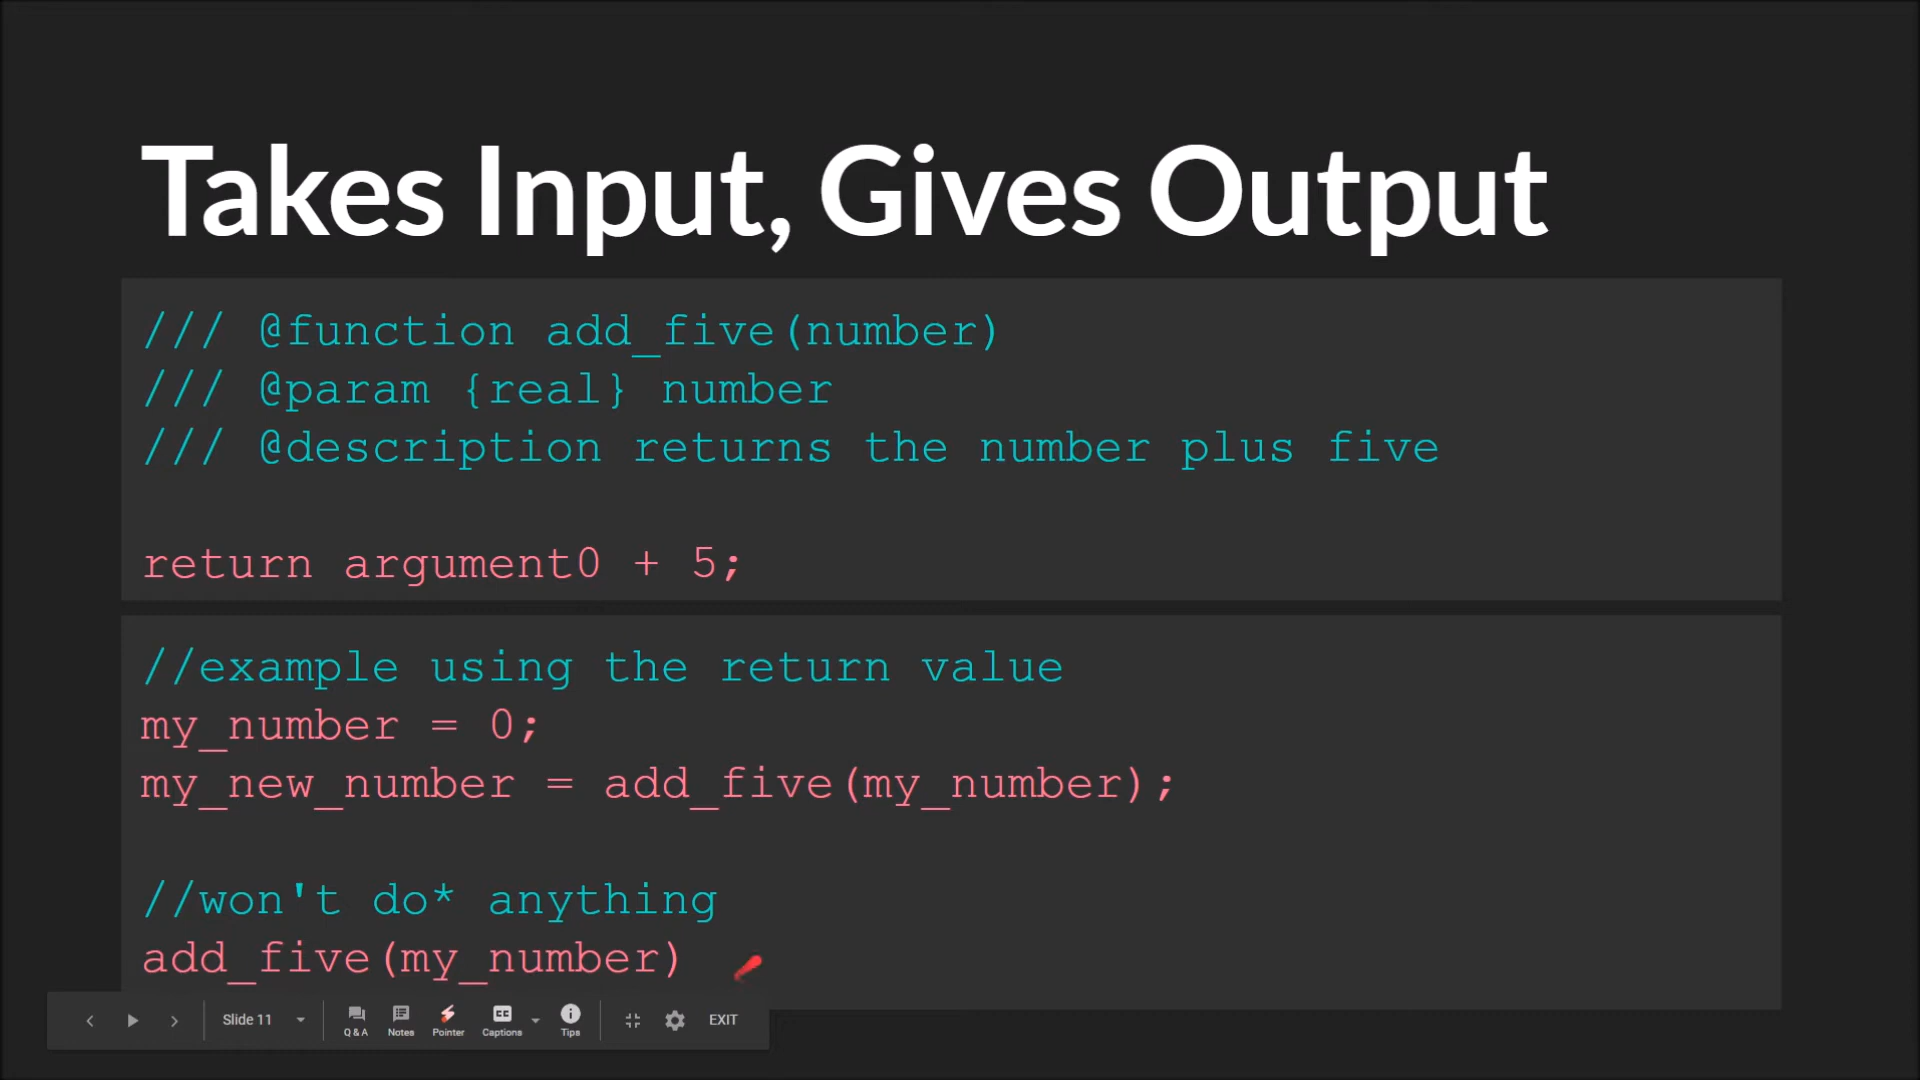 Takes Input, Gives Output
/// @function add_five(number)
/// @param {real} number
/// @description returns the number plus five
return argument0 + 5;
//example using the return value
my_number = 0;
my_new_number = add_five(my_number);
//won't do* anything
add_five(my_number)
Slide 11 Q & A Notes Pointer CC Captions Tips EXIT